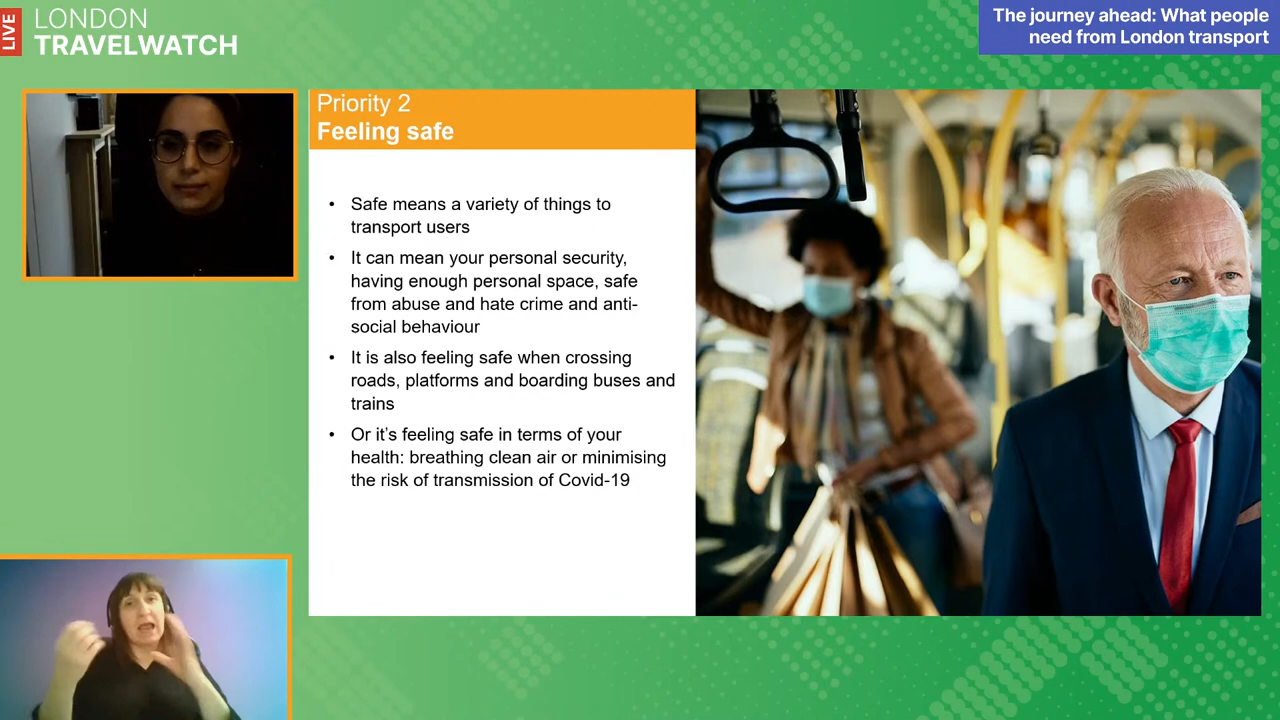 LIVE
LONDON
TRAVELWATCH
The journey ahead: What people
need from London transport
Priority 2
Feeling safe
• Safe means a variety of things to
transport users
• It can mean your personal security,
having enough personal space, safe
from abuse and hate crime and anti-
social behaviour
• It is also feeling safe when crossing
roads, platforms and boarding buses and
trains
• Or it’s feeling safe in terms of your
health: breathing clean air or minimising
the risk of transmission of Covid-19